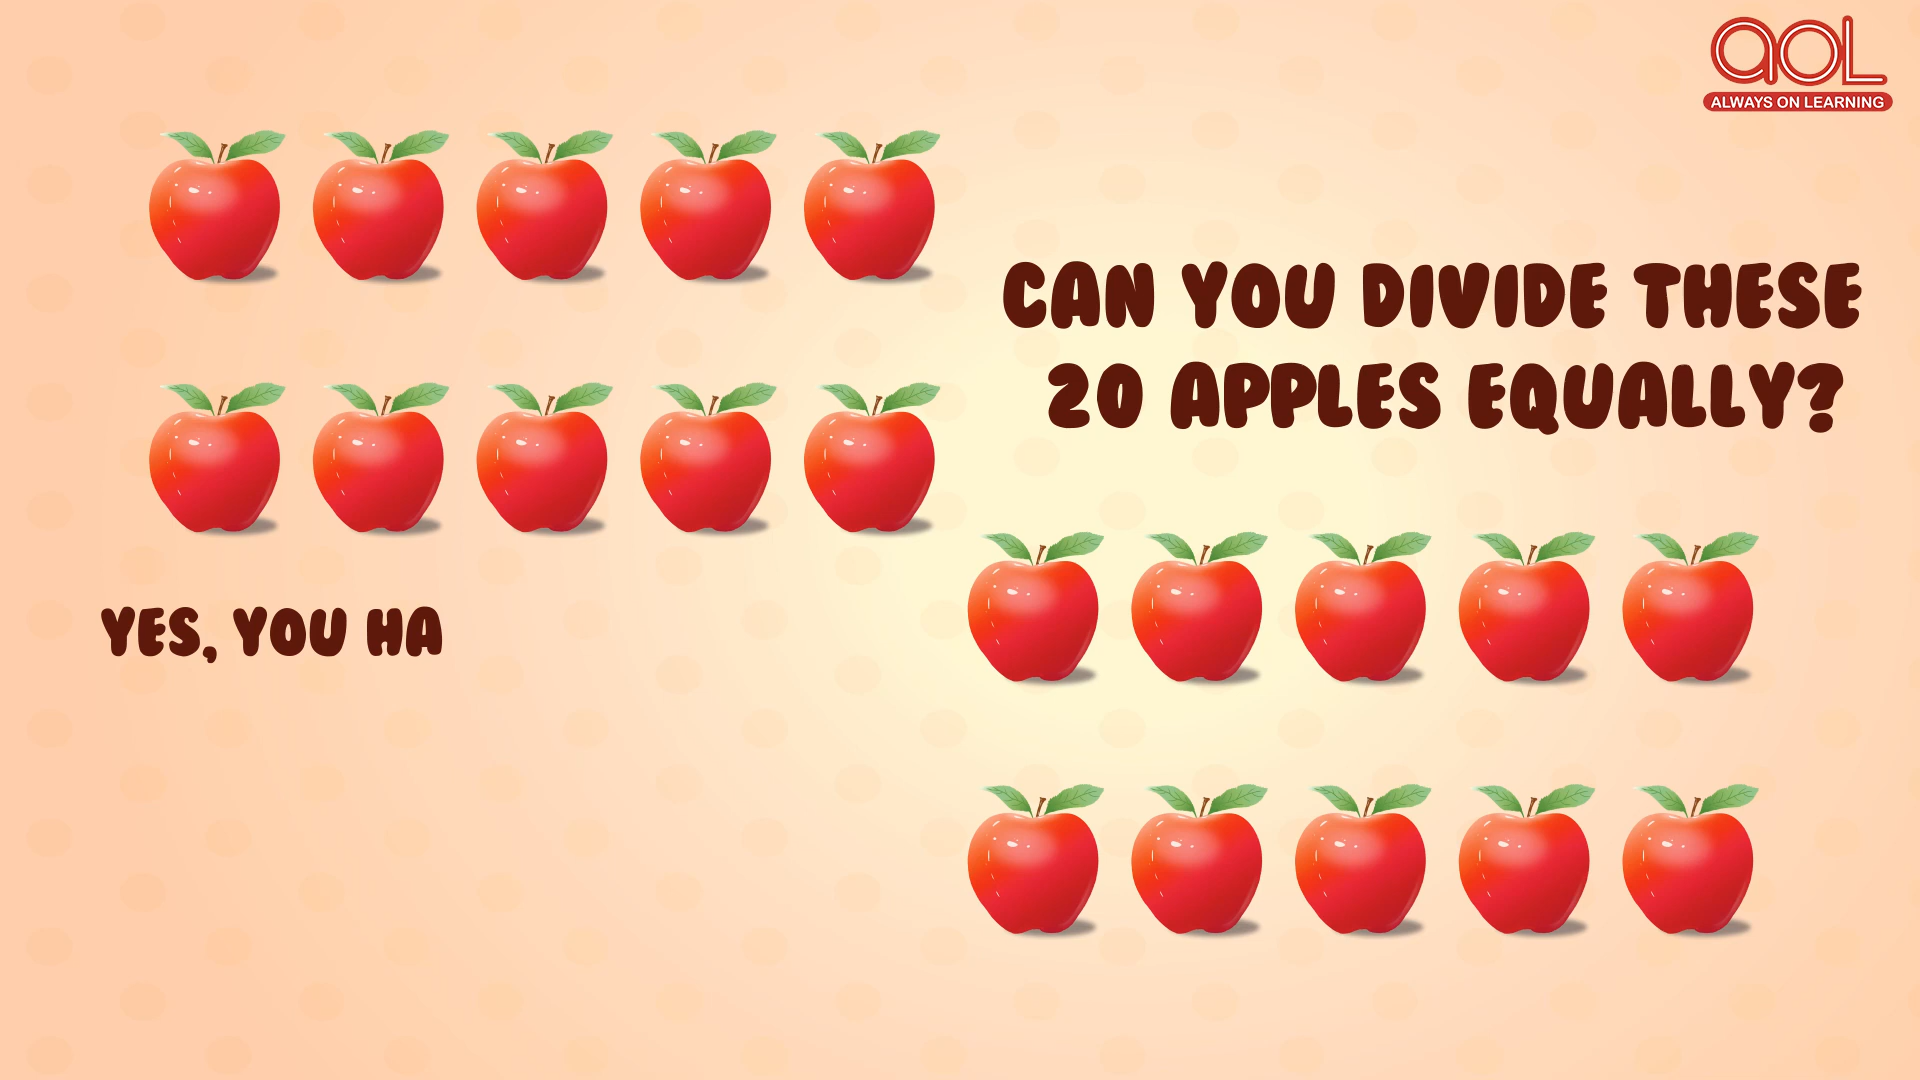 aOL
ALWAYS ON LEARNING
CAN YOU DIVIDE THESE
20 APPLES EQUALLY?
YES, YOU HA